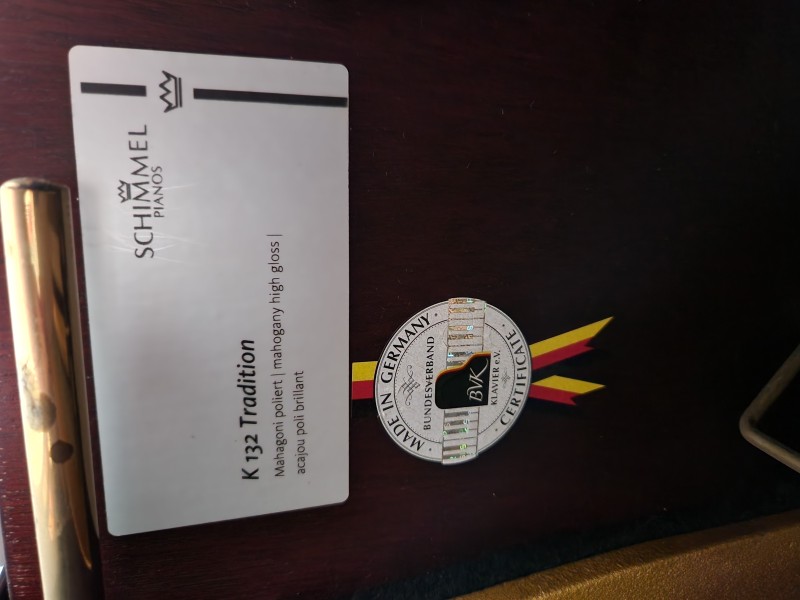 SCHIMMEL
PIANOS
K 132 Tradition
Mahagoni poliert | mahogany high gloss |
acajou poli brillant
· MADE IN GERMANY ·
BUNDESVERBAND
BVK
KLAVIER e.V.
CERTIFICATE